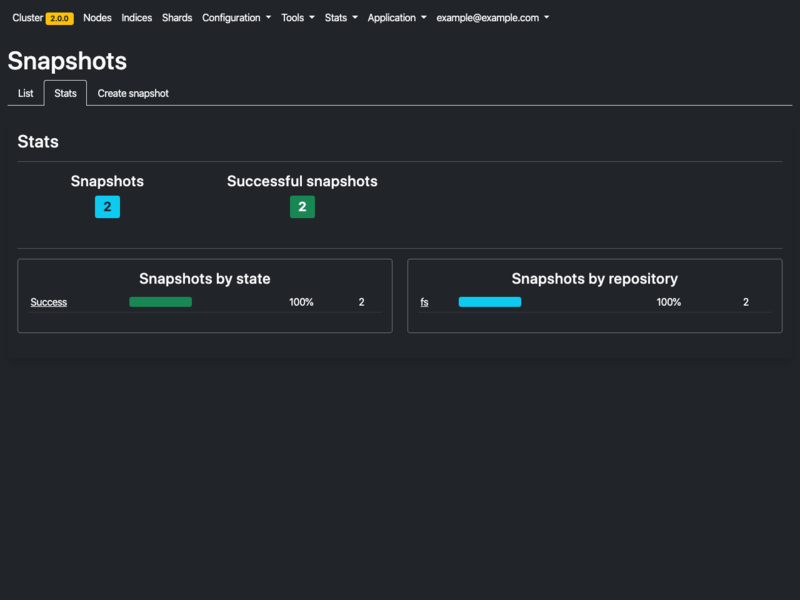 Cluster 2.0.0 Nodes Indices Shards Configuration Tools Stats Application example@example.com
Snapshots
List Stats Create snapshot
Stats
Snapshots Successful snapshots
2 2
Snapshots by state
Success 100% 2
Snapshots by repository
fs 100% 2